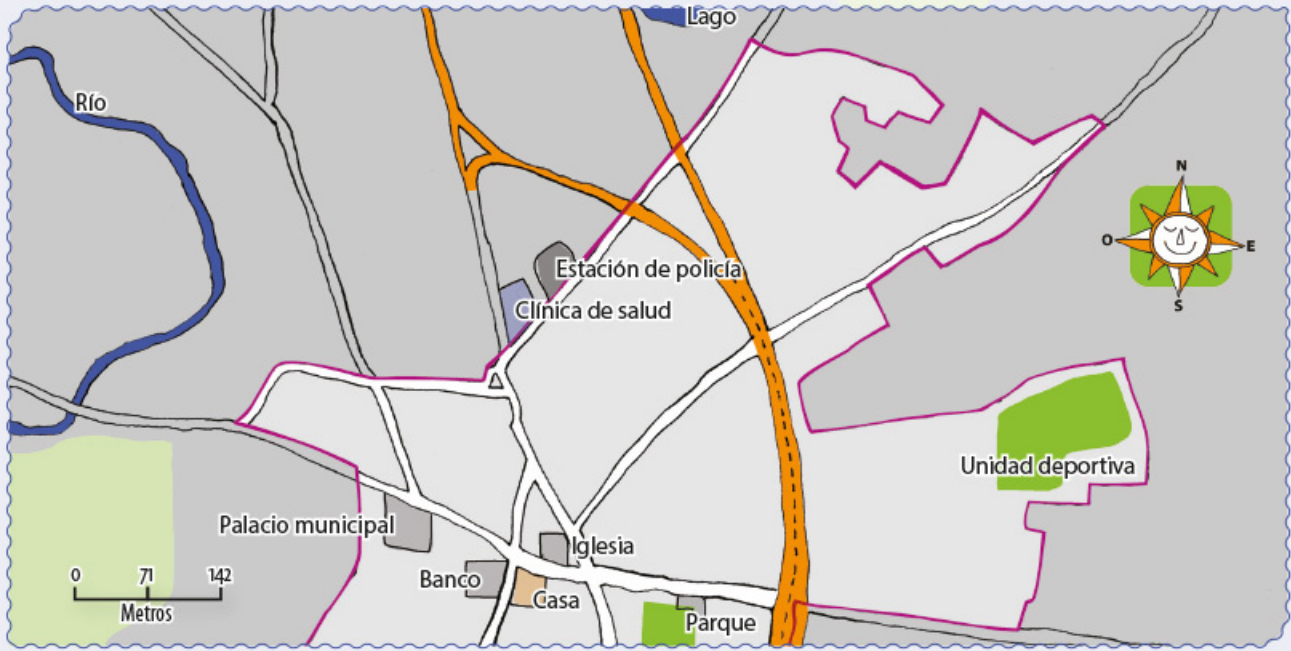 Lago
Río
N
O
E
S
Estación de policía
Clínica de salud
Unidad deportiva
Palacio municipal
Iglesia
Banco
Casa
Parque
0 71 142
Metros